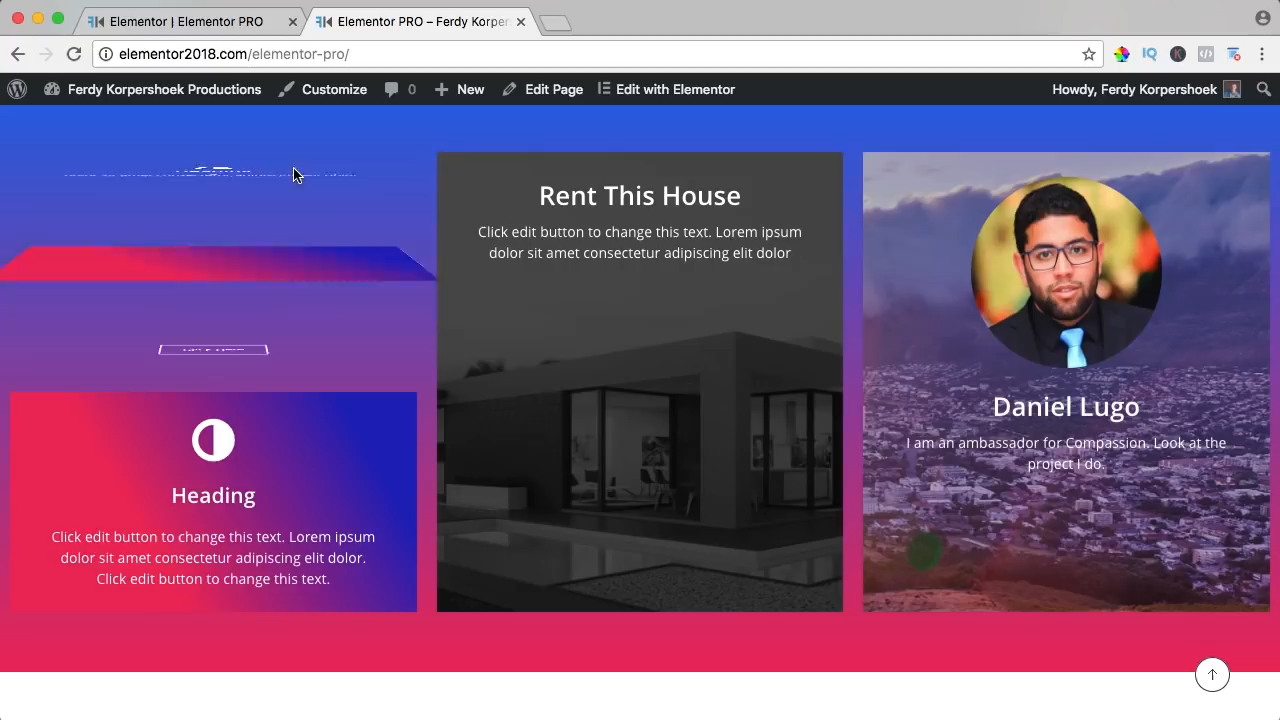 Elementor | Elementor PRO
Elementor PRO – Ferdy Korper
elementor2018.com/elementor-pro/
Ferdy Korpershoek Productions
Customize
0
New
Edit Page
Edit with Elementor
Howdy, Ferdy Korpershoek
Rent This House
Click edit button to change this text. Lorem ipsum
dolor sit amet consectetur adipiscing elit dolor
Daniel Lugo
I am an ambassador for Compassion. Look at the
project I do.
Heading
Click edit button to change this text. Lorem ipsum
dolor sit amet consectetur adipiscing elit dolor.
Click edit button to change this text.